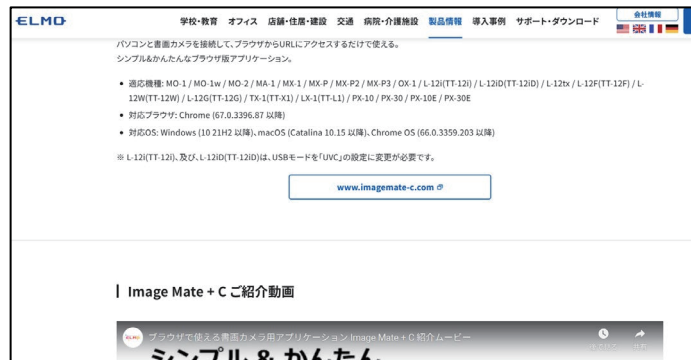 ELMO
学校・教育 オフィス 店舗・住居・建設 交通 病院・介護施設 製品情報 導入事例 サポート・ダウンロード
会社情報
パソコンと書画カメラを接続して、ブラウザからURLにアクセスするだけで使える。
シンプル&かんたんなブラウザ版アプリケーション。
• 適応機種: MO-1 / MO-1w / MO-2 / MA-1 / MX-1 / MX-P / MX-P2 / MX-P3 / OX-1 / L-12i(TT-12i) / L-12iD(TT-12iD) / L-12tx / L-12F(TT-12F) / L-
12W(TT-12W) / L-12G(TT-12G) / TX-1(TT-X1) / LX-1(TT-L1) / PX-10 / PX-30 / PX-10E / PX-30E
• 対応ブラウザ: Chrome (67.0.3396.87 以降)
• 対応OS: Windows (10 21H2 以降)、macOS (Catalina 10.15 以降)、Chrome OS (66.0.3359.203 以降)
※ L-12i(TT-12i)、及び、L-12iD(TT-12iD)は、USBモードを「UVC」の設定に変更が必要です。
www.imagemate-c.com
Image Mate + C ご紹介動画
ELMO ブラウザで使える書画カメラ用アプリケーション Image Mate + C 紹介ムービー
後で見る 共有
シンプル & かんたん